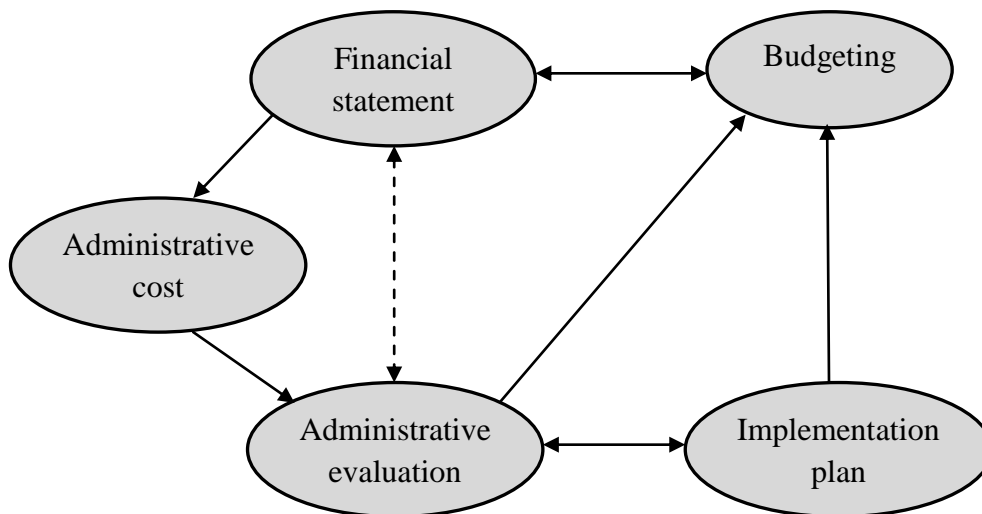 Financial
statement
Budgeting
Administrative
cost
Administrative
evaluation
Implementation
plan